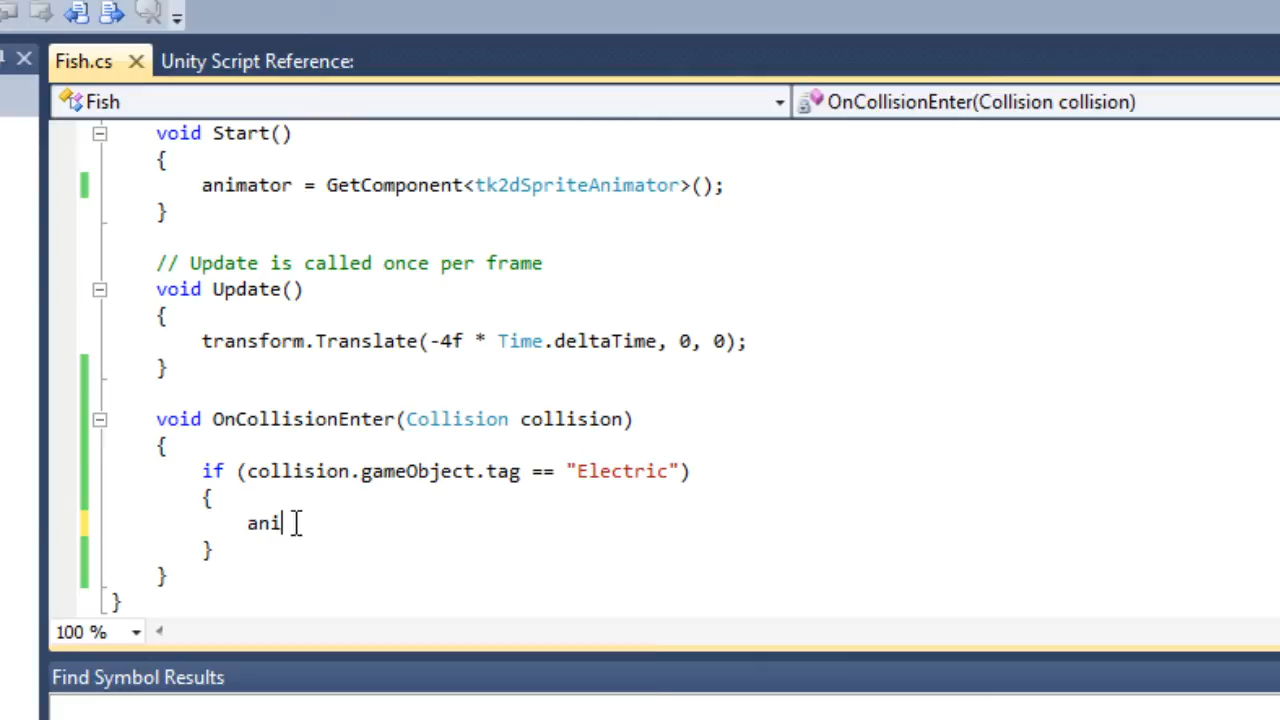 Fish.cs
Unity Script Reference:
Fish
OnCollisionEnter(Collision collision)
void Start()
{
animator = GetComponent<tk2dSpriteAnimator>();
}
// Update is called once per frame
void Update()
{
transform.Translate(-4f * Time.deltaTime, 0, 0);
}
void OnCollisionEnter(Collision collision)
{
if (collision.gameObject.tag == "Electric")
{
ani
}
}
}
100 %
Find Symbol Results